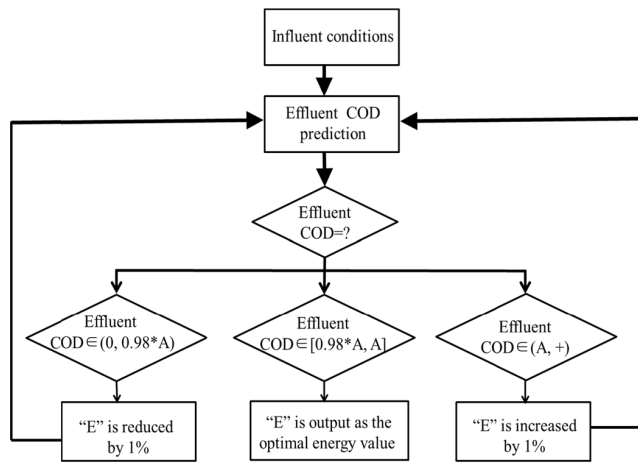 Influent conditions
Effluent COD
prediction
Effluent
COD=?
Effluent
COD∈(0, 0.98*A)
Effluent
COD∈[0.98*A, A]
Effluent
COD∈(A, +)
“E” is reduced
by 1%
“E” is output as the
optimal energy value
“E” is increased
by 1%